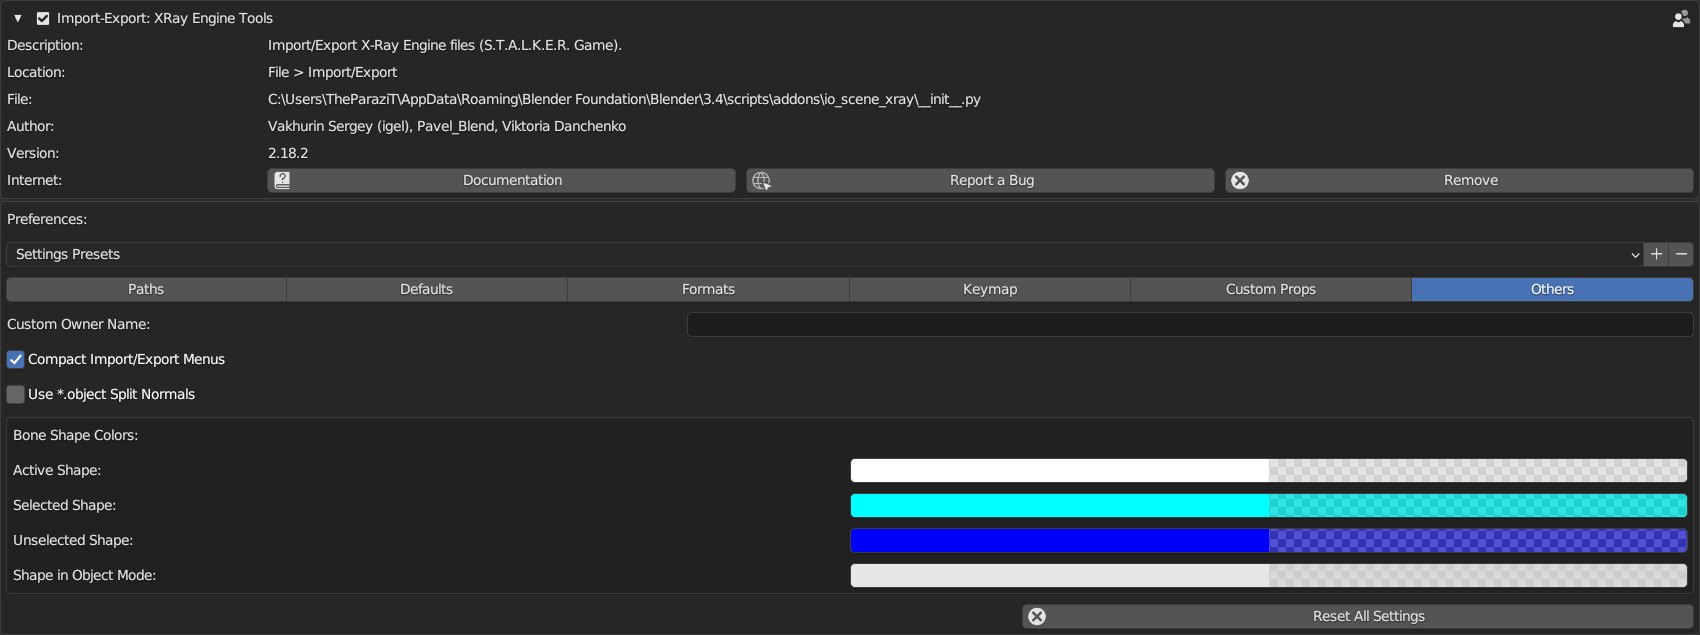 Import-Export: XRay Engine Tools
Description: Import/Export X-Ray Engine files (S.T.A.L.K.E.R. Game).
Location: File > Import/Export
File: C:\Users\TheParaziT\AppData\Roaming\Blender Foundation\Blender\3.4\scripts\addons\io_scene_xray\__init__.py
Author: Vakhurin Sergey (igel), Pavel_Blend, Viktoria Danchenko
Version: 2.18.2
Internet: Documentation Report a Bug Remove
Preferences:
Settings Presets
Paths Defaults Formats Keymap Custom Props Others
Custom Owner Name:
Compact Import/Export Menus
Use *.object Split Normals
Bone Shape Colors:
Active Shape:
Selected Shape:
Unselected Shape:
Shape in Object Mode:
Reset All Settings